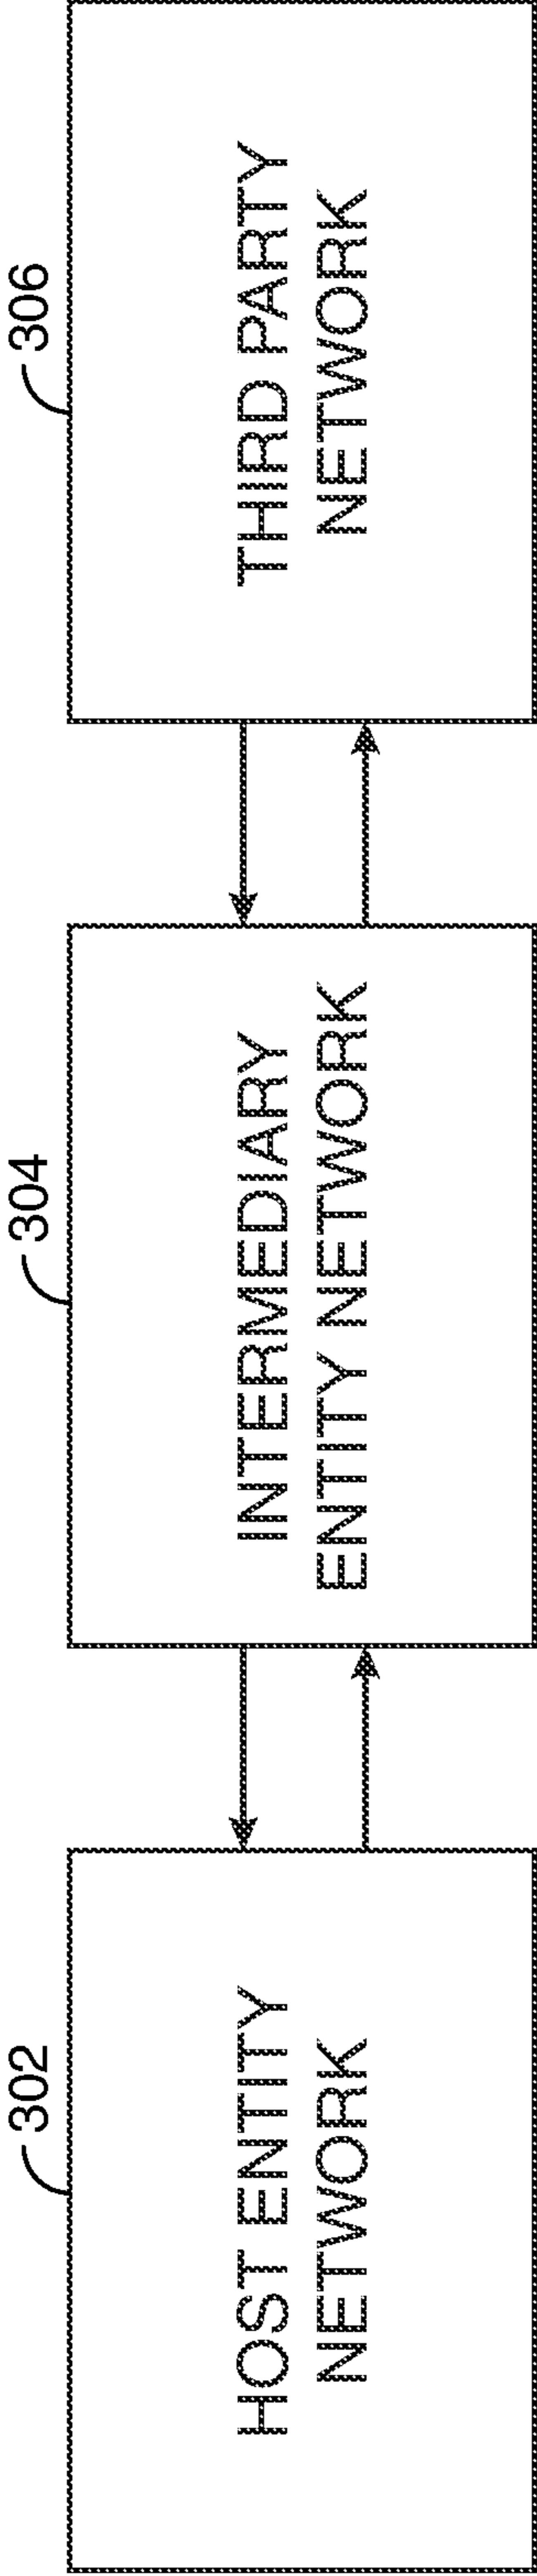 302
HOST ENTITY
NETWORK
304
INTERMEDIARY
ENTITY NETWORK
306
THIRD PARTY
NETWORK